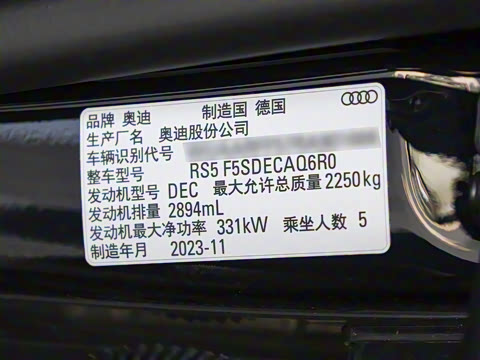 品牌 奥迪 制造国 德国
生产厂名 奥迪股份公司
车辆识别代号
整车型号 RS5 F5SDECAQ6R0
发动机型号 DEC 最大允许总质量 2250kg
发动机排量 2894mL
发动机最大净功率 331kW 乘坐人数 5
制造年月 2023-11